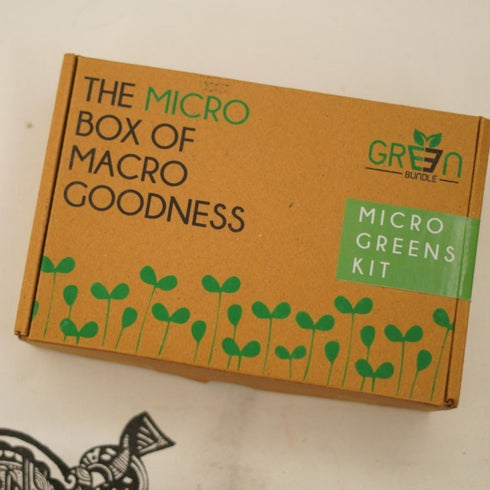 THE MICRO
BOX OF
MACRO
GOODNESS
GREEN
BUNDLE
MICRO
GREENS
KIT